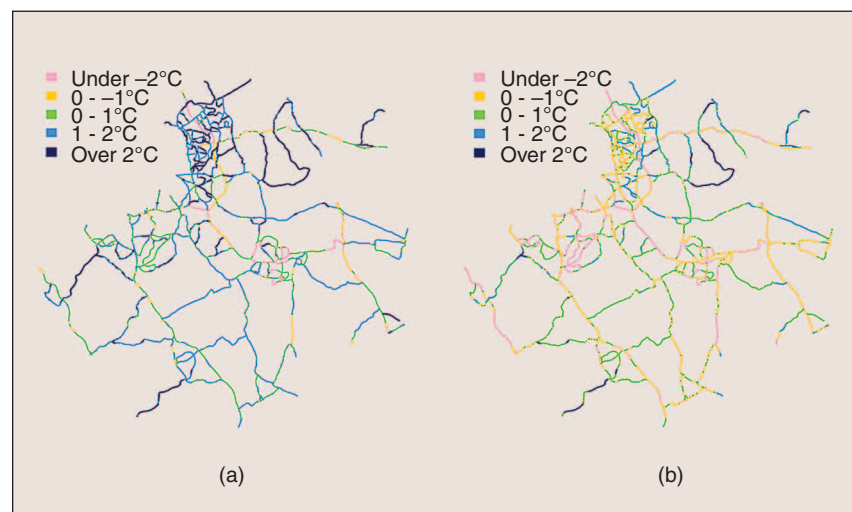 Under –2°C
0 - –1°C
0 - 1°C
1 - 2°C
Over 2°C
(a)
Under –2°C
0 - –1°C
0 - 1°C
1 - 2°C
Over 2°C
(b)